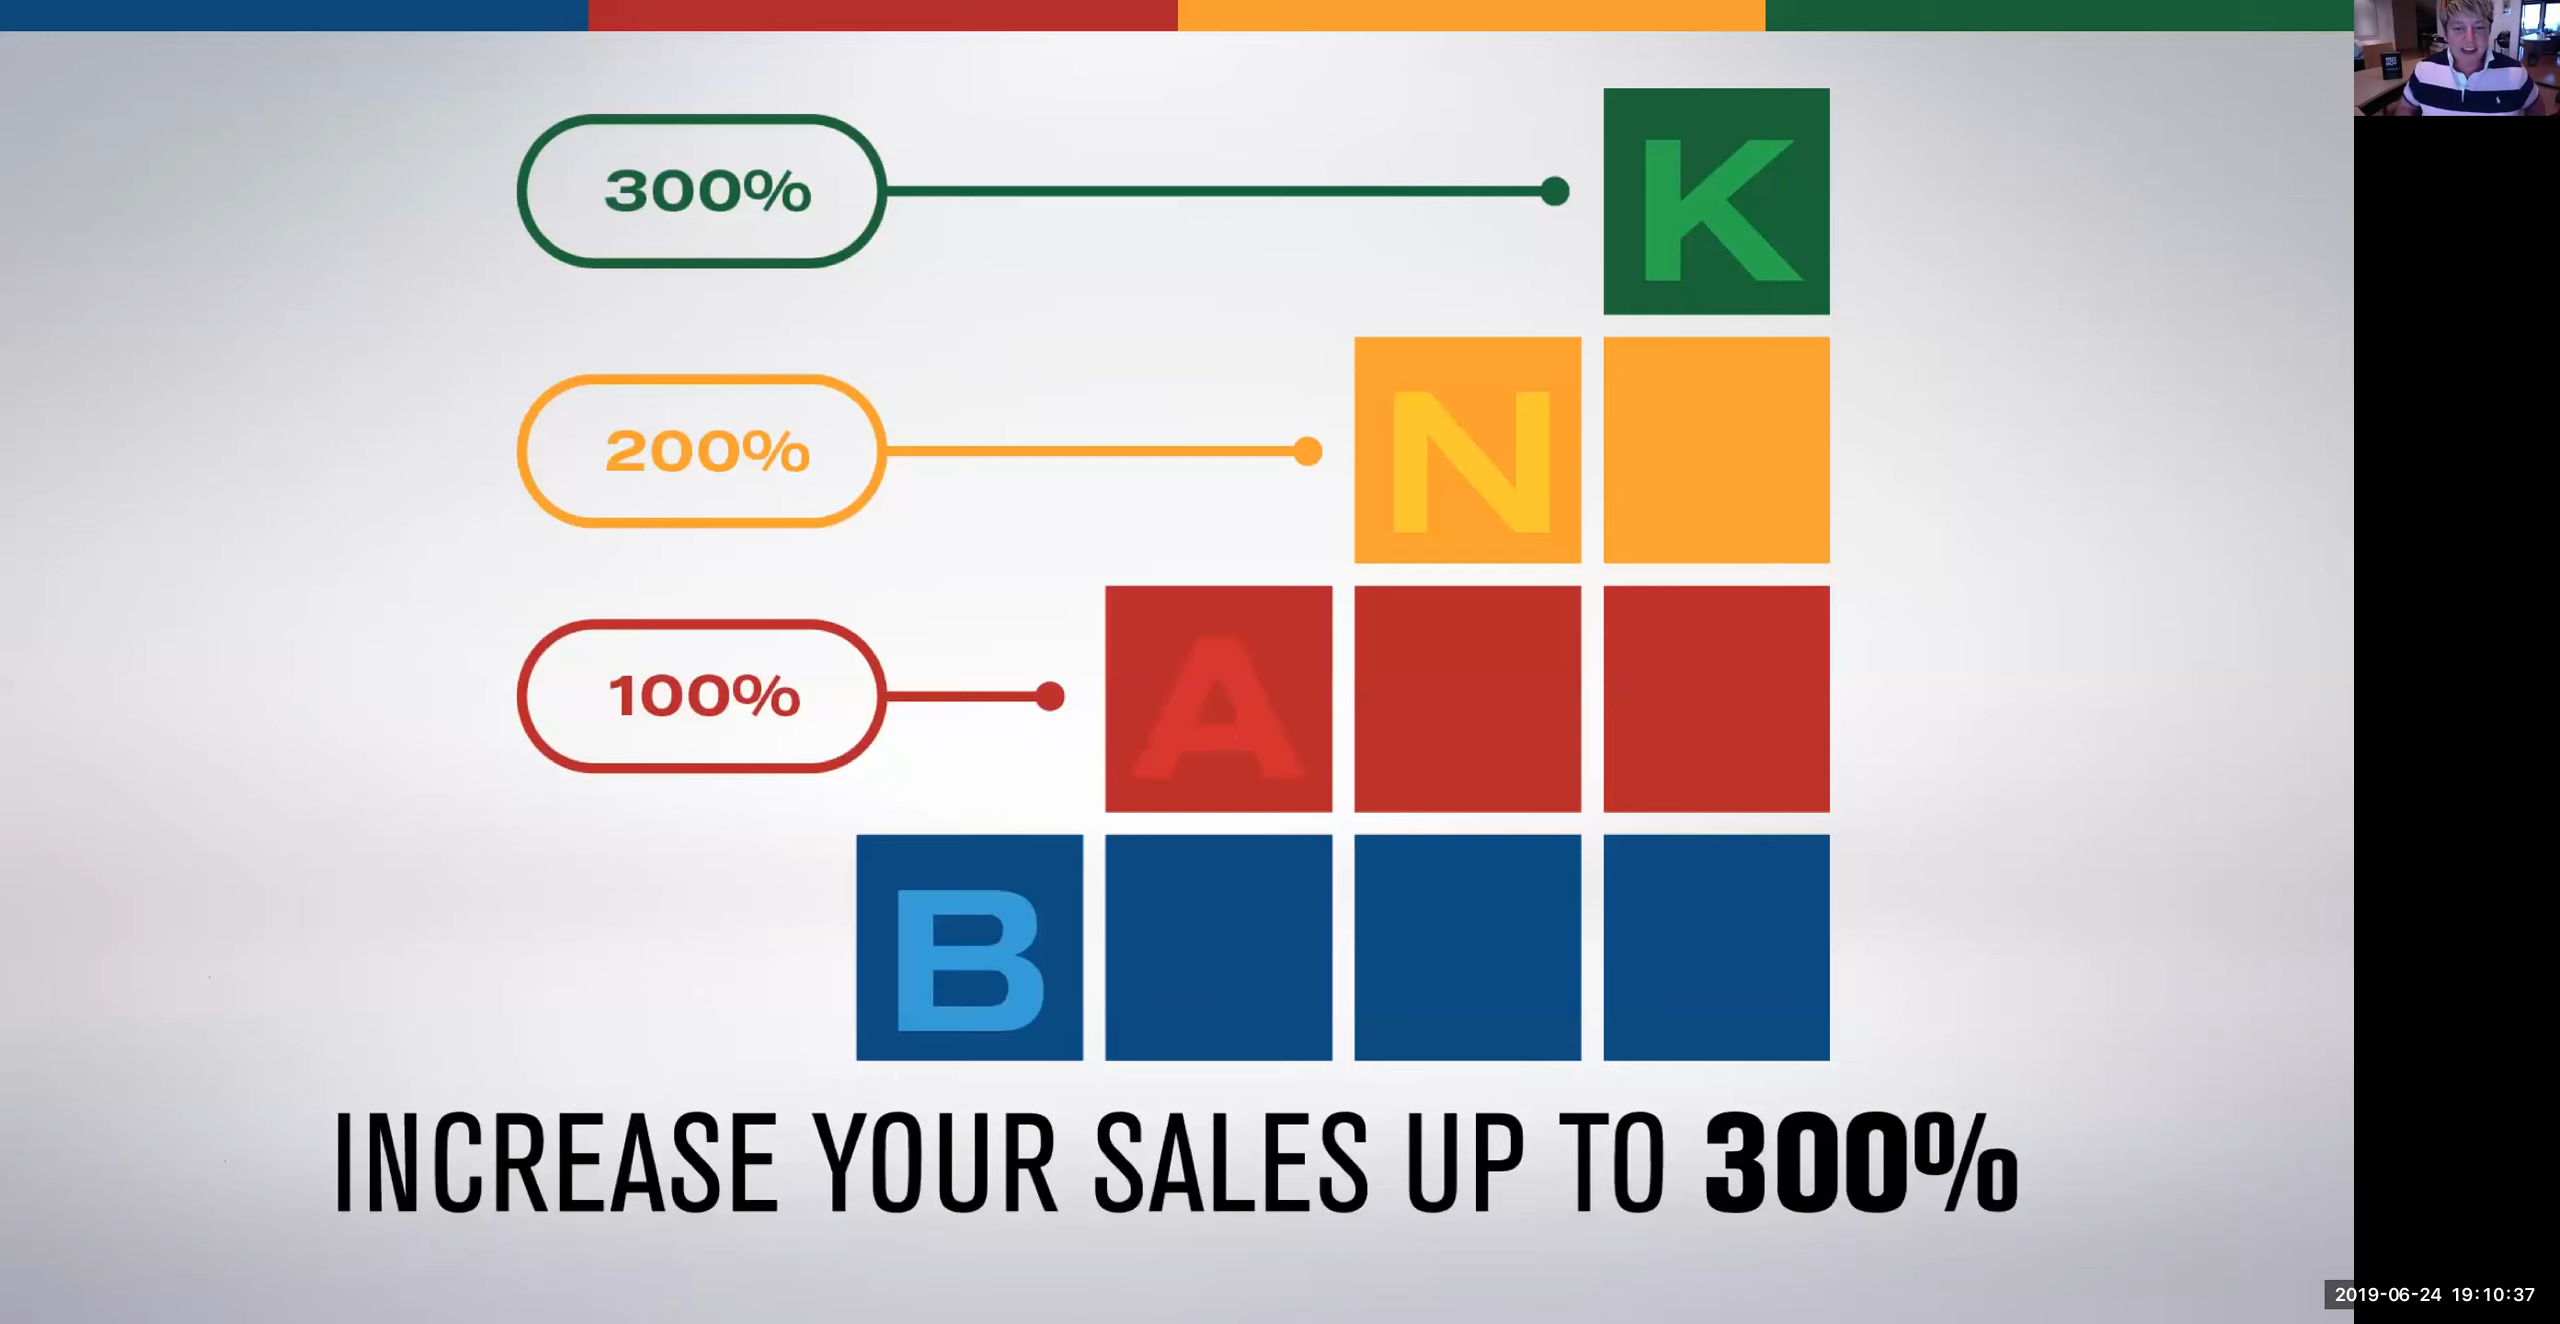 300%
K
200%
N
100%
A
B
INCREASE YOUR SALES UP TO 300%
2019-06-24 19:10:37